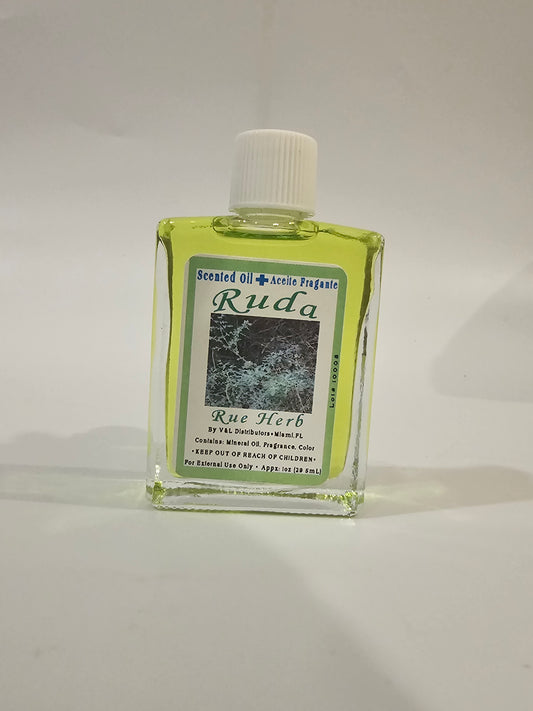 Scented Oil ✚ Aceite Fragante
Ruda
Rue Herb
By V&L Distributors•Miami,FL
Contains: Mineral Oil, Fragrance, Color
• KEEP OUT OF REACH OF CHILDREN•
For External Use Only • Appx: 1oz (29 5mL)